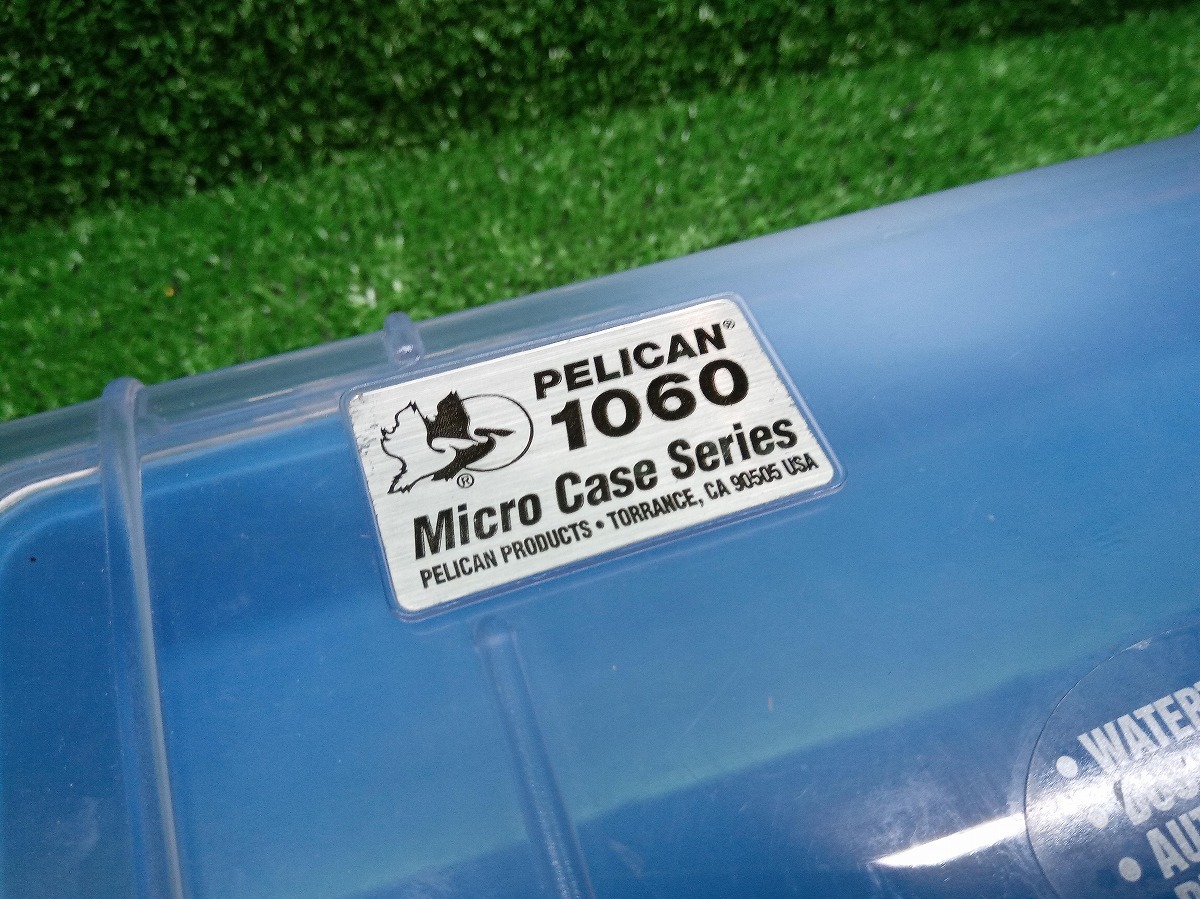 PELICAN®
1060
®
Micro Case Series
PELICAN PRODUCTS • TORRANCE, CA 90505 USA